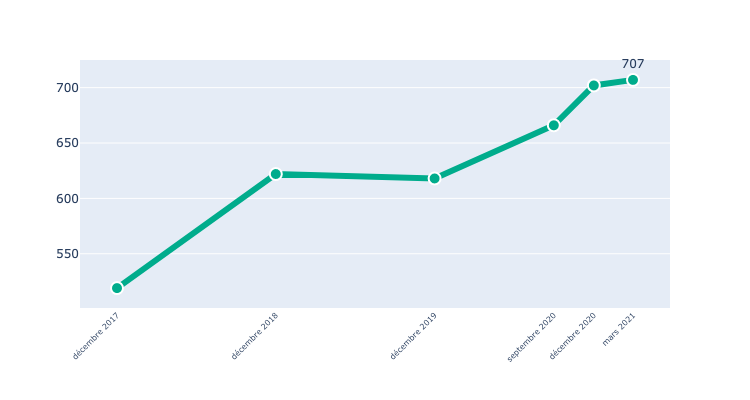 707
700
650
600
550
décembre 2017
décembre 2018
décembre 2019
septembre 2020
décembre 2020
mars 2021